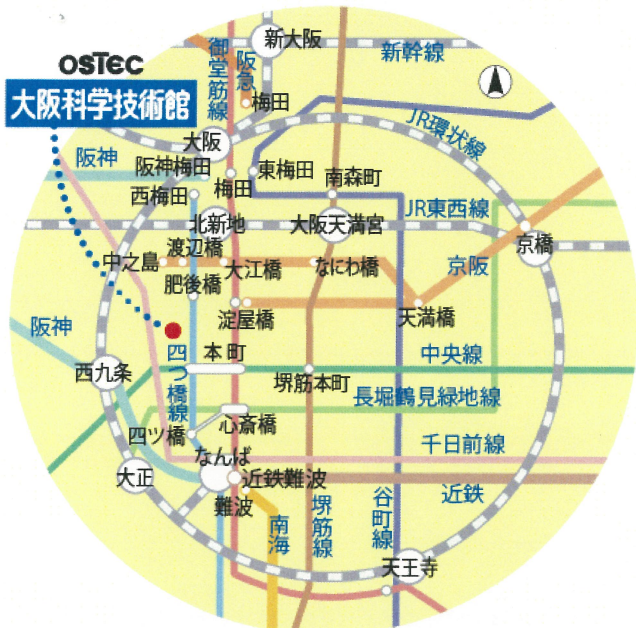 新大阪
新幹線
御堂筋線
阪急
OSTEC
大阪科学技術館
梅田
JR環状線
大阪
阪神
阪神梅田
東梅田
梅田
西梅田
南森町
JR東西線
北新地
大阪天満宮
京橋
中之島
渡辺橋
大江橋
なにわ橋
京阪
肥後橋
淀屋橋
天満橋
阪神
四つ橋線
本町
中央線
西九条
堺筋本町
長堀鶴見緑地線
心斎橋
四ツ橋
千日前線
なんば
大正
近鉄難波
近鉄
難波
南海
堺筋線
谷町線
天王寺